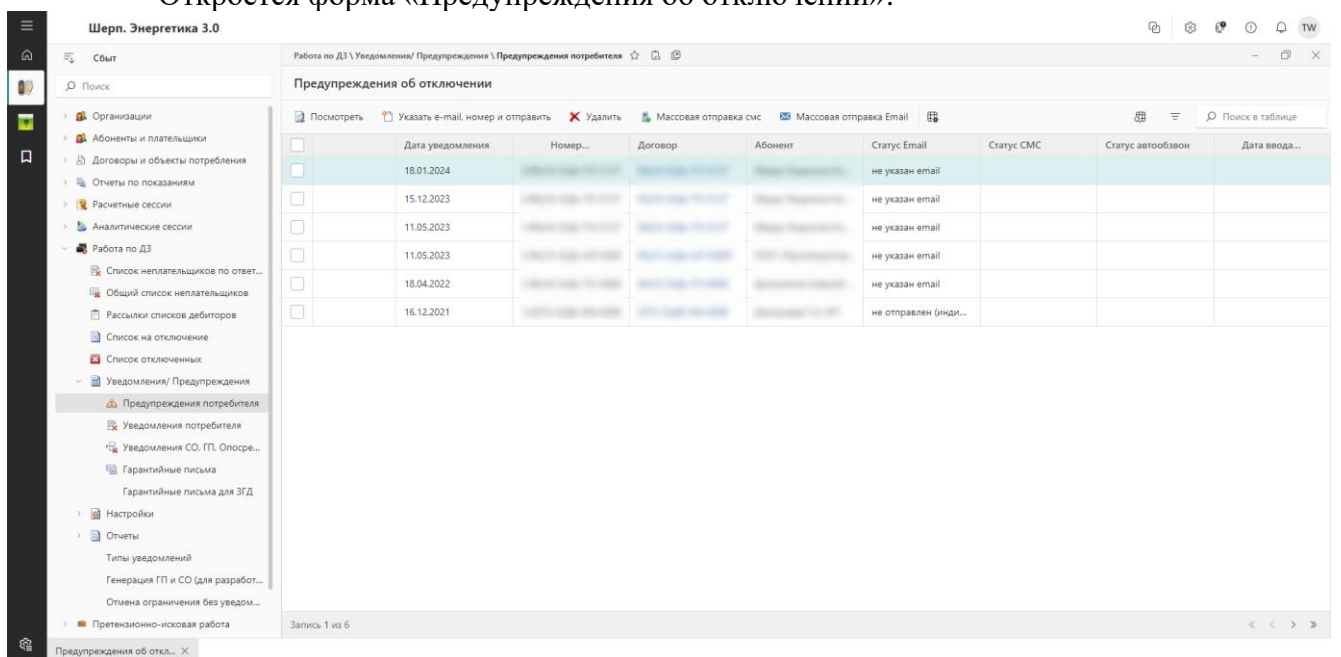 Откроется форма «Предупреждения об отключении».
Шерп. Энергетика 3.0
TW
Сбыт
Работа по ДЗ \ Уведомления/ Предупреждения \ Предупреждения потребителя
Поиск
Предупреждения об отключении
Организации
Абоненты и плательщики
Договоры и объекты потребления
Отчеты по показаниям
Расчетные сессии
Аналитические сессии
Работа по ДЗ
Список неплательщиков по ответ...
Общий список неплательщиков
Рассылки списков дебиторов
Список на отключение
Список отключенных
Уведомления/ Предупреждения
Предупреждения потребителя
Уведомления потребителя
Уведомления СО, ГП, Опосре...
Гарантийные письма
Гарантийные письма для ЗГД
Настройки
Отчеты
Типы уведомлений
Генерация ГП и СО (для разработ...
Отмена ограничения без уведом...
Претензионно-исковая работа
Посмотреть Указать e-mail, номер и отправить Удалить Массовая отправка смс Массовая отправка Email Поиск в таблице
Дата уведомления Номер... Договор Абонент Статус Email Статус СМС Статус автообзвон Дата ввода...
18.01.2024 не указан email
15.12.2023 не указан email
11.05.2023 не указан email
11.05.2023 не указан email
18.04.2022 не указан email
16.12.2021 не отправлен (инди...
Запись 1 из 6
Предупреждения об откл...